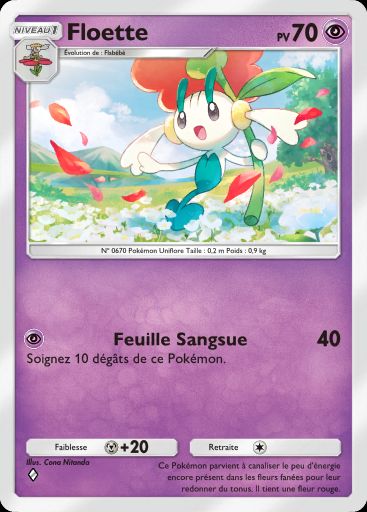 NIVEAU 1
Floette
PV 70
Évolution de : Flabébé
N° 0670 Pokémon Uniflore Taille : 0,2 m Poids : 0,9 kg
Feuille Sangsue 40
Soignez 10 dégâts de ce Pokémon.
Faiblesse +20 Retraite
Illus. Cona Nitanda
Ce Pokémon parvient à canaliser le peu d'énergie
encore présent dans les fleurs fanées pour leur
redonner du tonus. Il tient une fleur rouge.